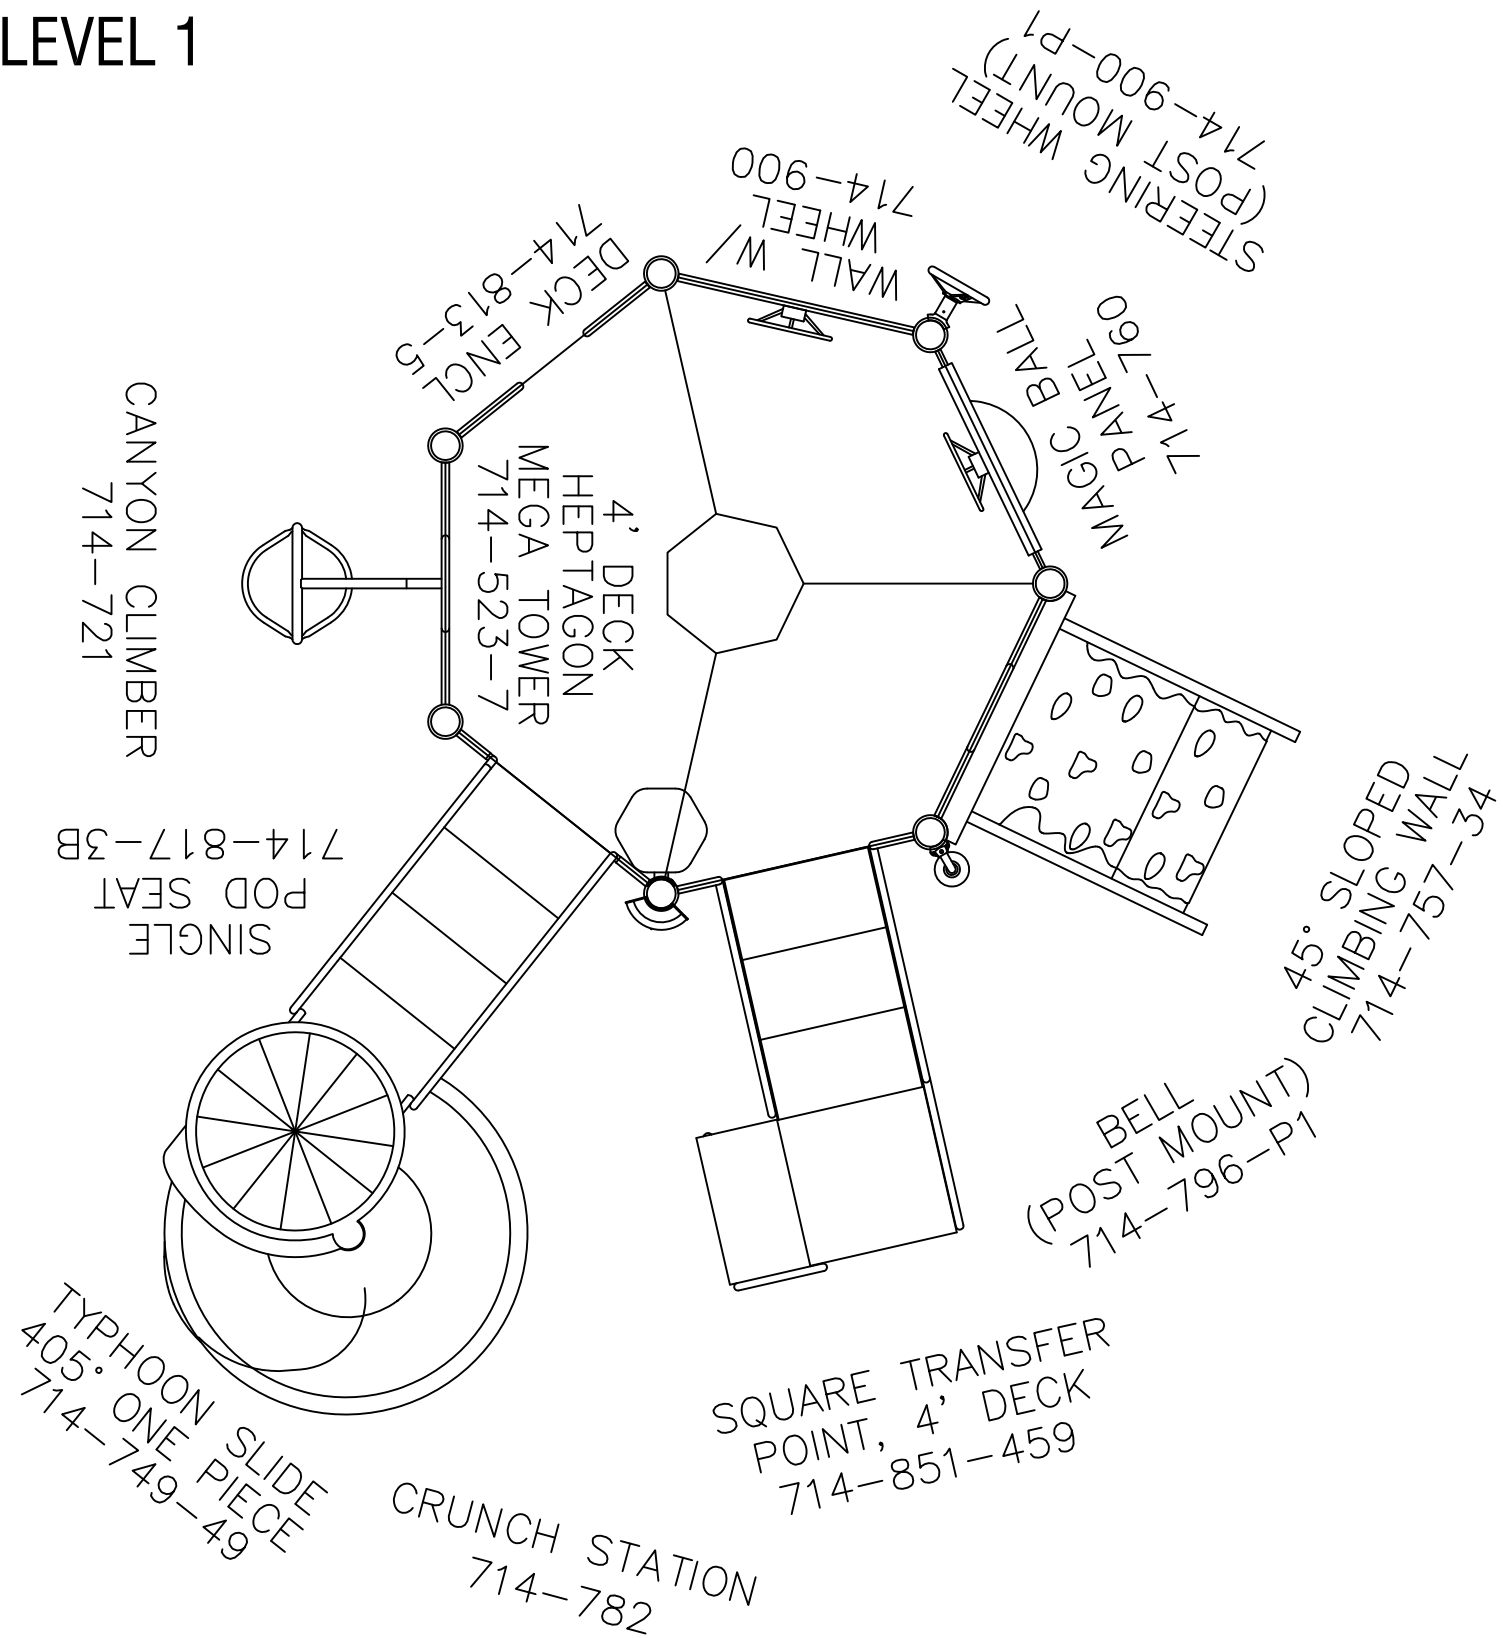 LEVEL 1
STEERING WHEEL
(POST MOUNT)
714-900-P1
WALL W/
WHEEL
714-900
DECK ENCL
714-813-5
MAGIC BALL
PANEL
714-760
CANYON CLIMBER
714-721
4' DECK
HEPTAGON
MEGA TOWER
714-523-7
SINGLE
POD SEAT
714-817-3B
45° SLOPED
CLIMBING WALL
714-757-34
BELL
(POST MOUNT)
714-796-P1
TYPHOON SLIDE
405° ONE PIECE
714-749-49
SQUARE TRANSFER
POINT, 4' DECK
714-851-459
CRUNCH STATION
714-782